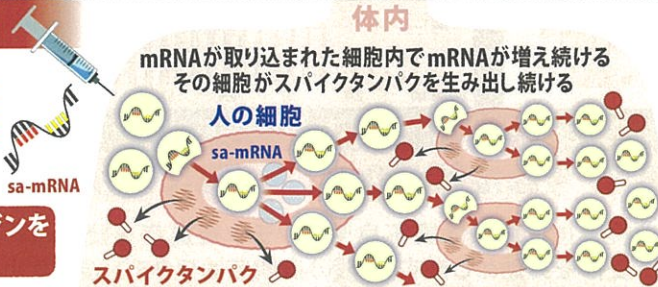 体内
mRNAが取り込まれた細胞内でmRNAが増え続ける
その細胞がスパイクタンパクを生み出し続ける
人の細胞
sa-mRNA
sa-mRNA
ンを
スパイクタンパク